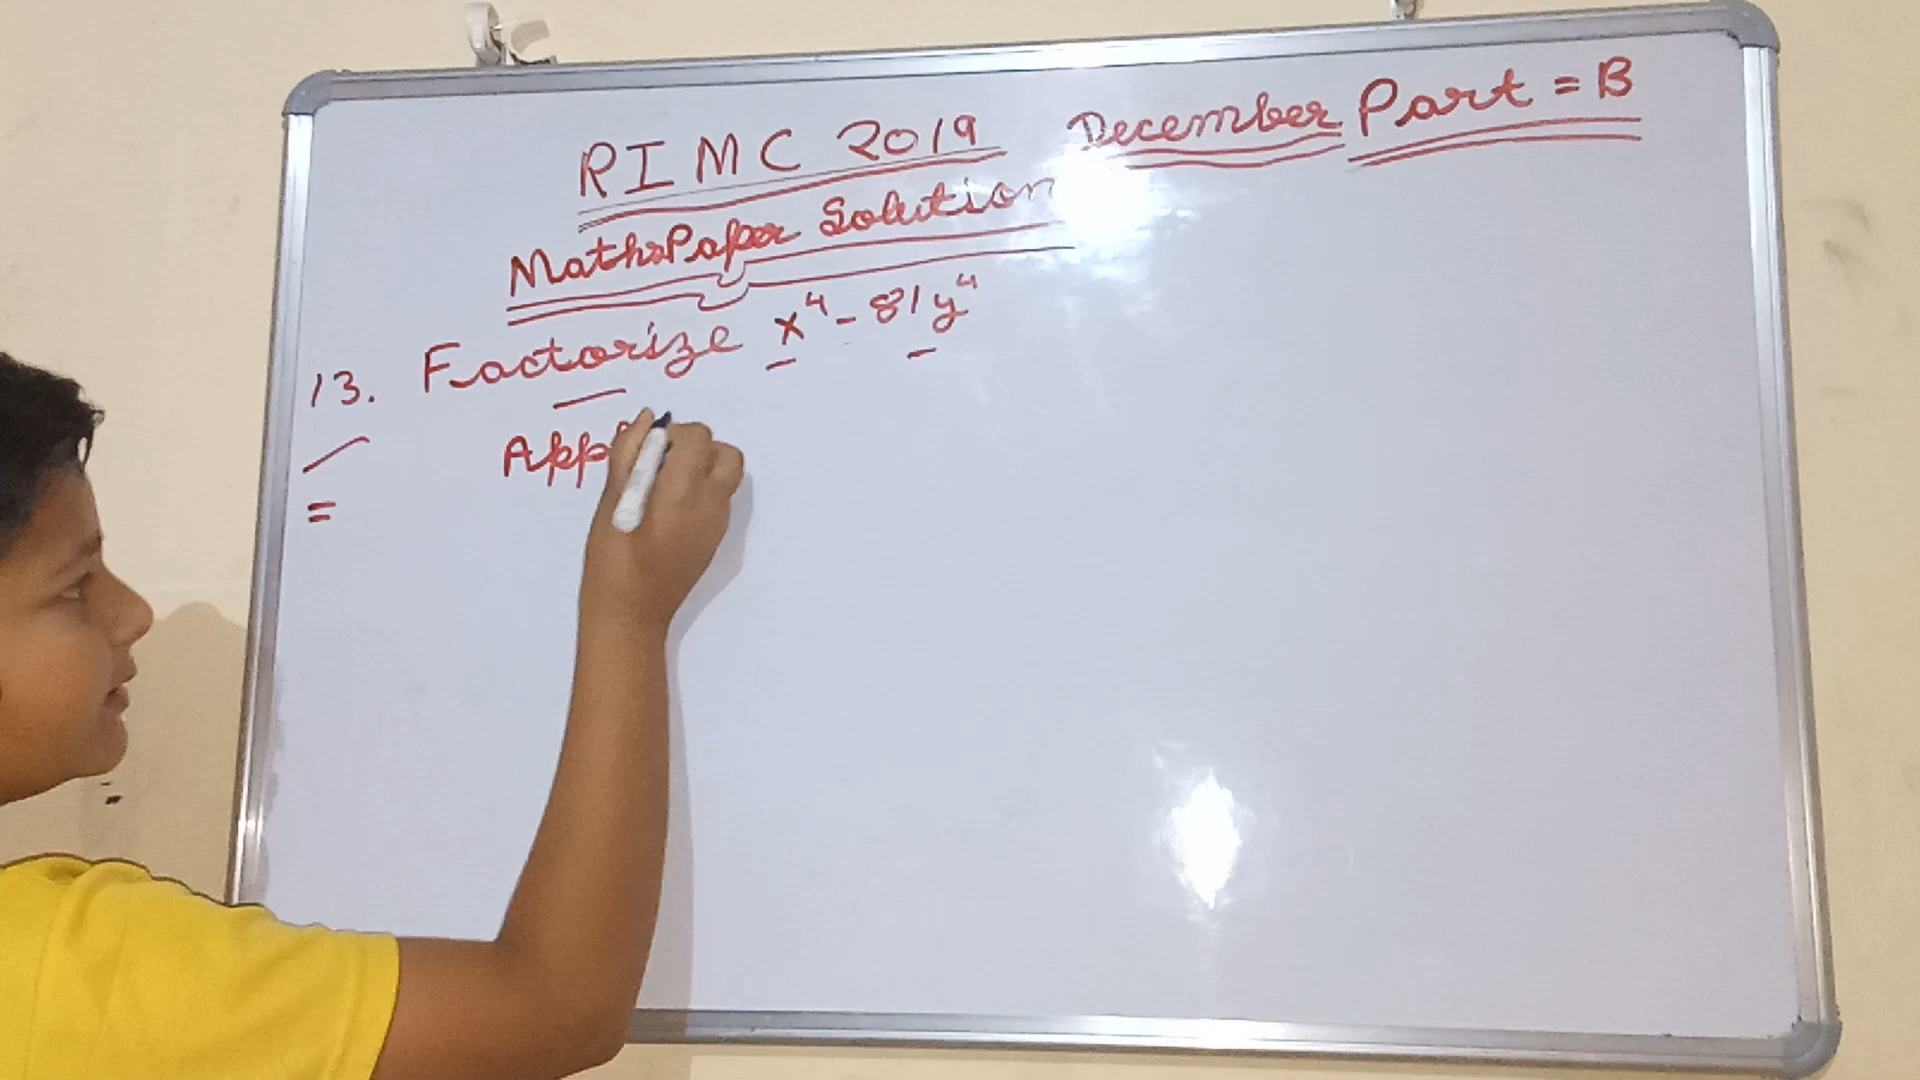 RIMC 2019 December Part = B
Maths Paper Solution
13. Factorize x⁴ - 81y⁴
App
=